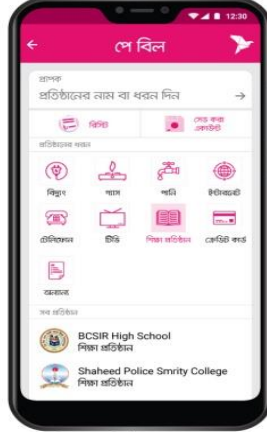 12:30
পে বিল
প্রাপক
প্রতিষ্ঠানের নাম বা ধরন দিন
রিসিট
সেভ করা
একাউন্ট
প্রতিষ্ঠানের ধরন
বিদ্যুৎ গ্যাস পানি ইন্টারনেট
টেলিফোন টিভি শিক্ষা প্রতিষ্ঠান ক্রেডিট কার্ড
অন্যান্য
সব প্রতিষ্ঠান
BCSIR High School
শিক্ষা প্রতিষ্ঠান
Shaheed Police Smrity College
শিক্ষা প্রতিষ্ঠান